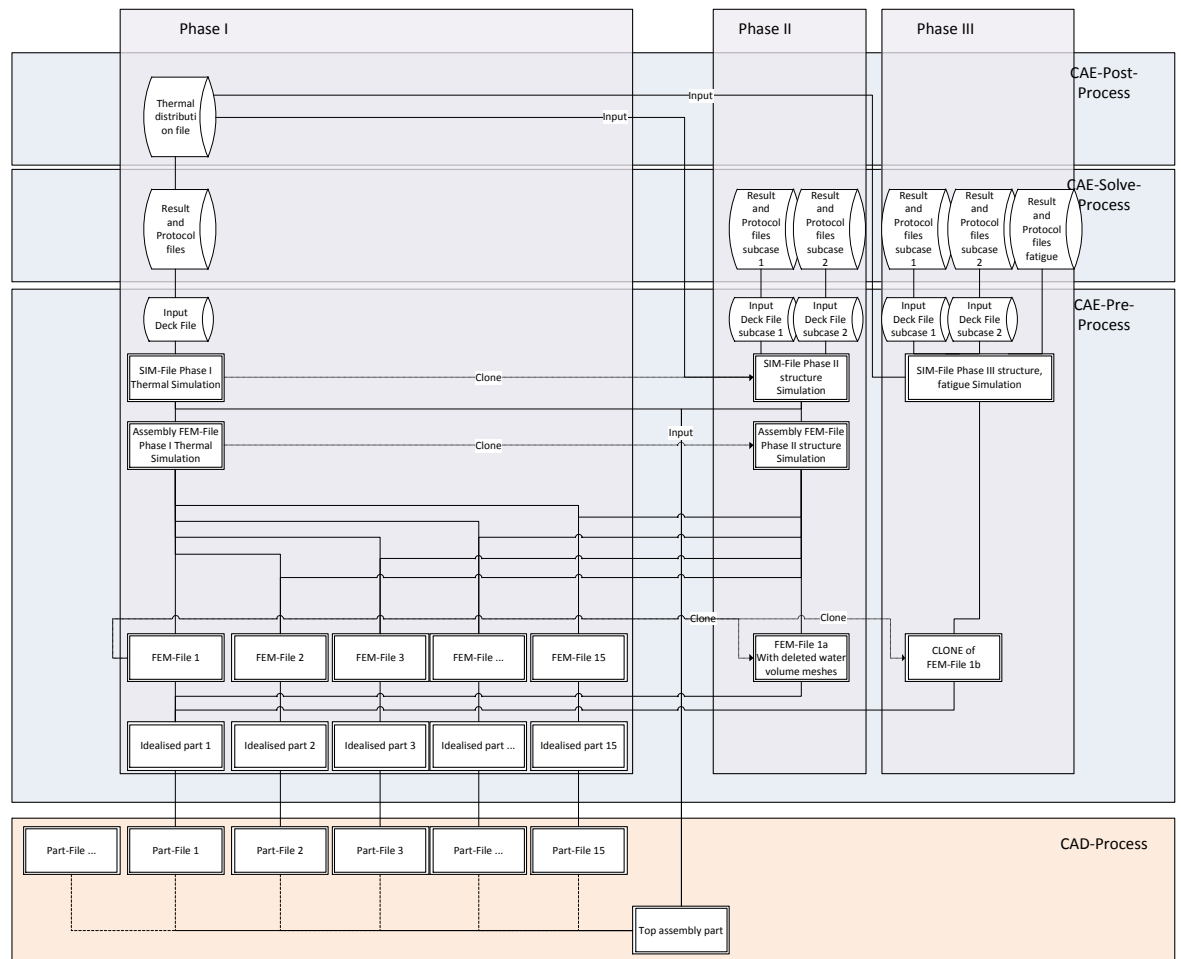 Phase I
Phase II
Phase III
CAE-Post-
Process
Thermal
distributi
on file
Input
Input
Input
CAE-Solve-
Process
Result
and
Protocol
files
Result
and
Protocol
files
subcase
1
Result
and
Protocol
files
subcase
2
Result
and
Protocol
files
subcase
1
Result
and
Protocol
files
subcase
2
Result
and
Protocol
files
fatigue
CAE-Pre-
Process
Input
Deck File
Input
Deck File
subcase 1
Input
Deck File
subcase 2
Input
Deck File
subcase 1
Input
Deck File
subcase 2
SIM-File Phase I
Thermal Simulation
Clone
SIM-File Phase II
structure
Simulation
SIM-File Phase III structure,
fatigue Simulation
Assembly FEM-File
Phase I Thermal
Simulation
Clone
Input
Assembly FEM-File
Phase II structure
Simulation
Clone
Clone
FEM-File 1
FEM-File 2
FEM-File 3
FEM-File ...
FEM-File 15
FEM-File 1a
With deleted water
volume meshes
CLONE of
FEM-File 1b
Idealised part 1
Idealised part 2
Idealised part 3
Idealised part ...
Idealised part 15
CAD-Process
Part-File ...
Part-File 1
Part-File 2
Part-File 3
Part-File ...
Part-File 15
Top assembly part